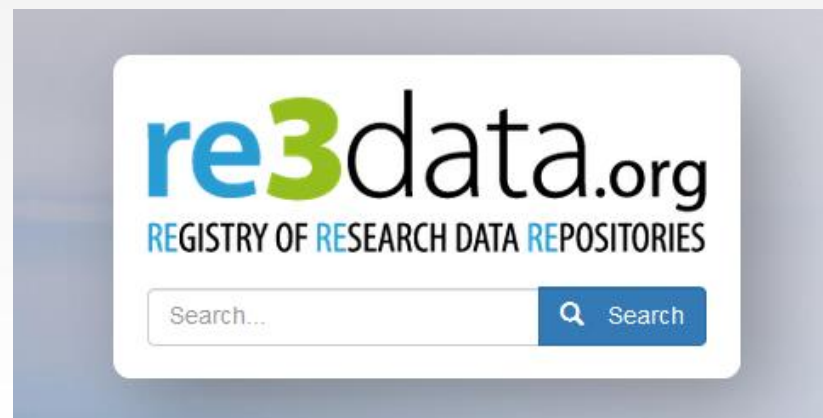 re3data.org
REGISTRY OF RESEARCH DATA REPOSITORIES
Search... Search